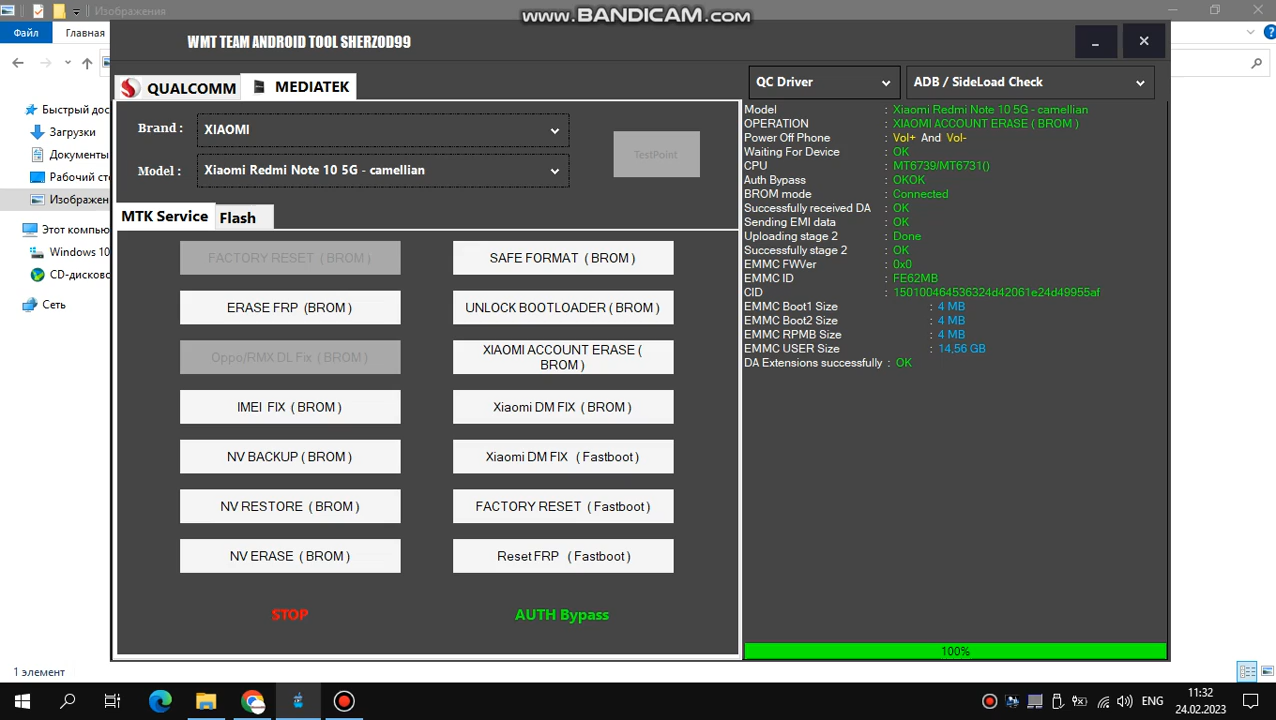 Изображения
www.BANDICAM.com
Файл
Главная
WMT TEAM ANDROID TOOL SHERZOD99
QUALCOMM
MEDIATEK
QC Driver
ADB / SideLoad Check
Brand :
XIAOMI
Model :
Xiaomi Redmi Note 10 5G - camellian
TestPoint
MTK Service
Flash
FACTORY RESET ( BROM )
SAFE FORMAT ( BROM )
ERASE FRP (BROM )
UNLOCK BOOTLOADER ( BROM )
Oppo/RMX DL Fix ( BROM )
XIAOMI ACCOUNT ERASE (
BROM )
IMEI FIX ( BROM )
Xiaomi DM FIX ( BROM )
NV BACKUP ( BROM )
Xiaomi DM FIX ( Fastboot )
NV RESTORE ( BROM )
FACTORY RESET ( Fastboot )
NV ERASE ( BROM )
Reset FRP ( Fastboot )
STOP
AUTH Bypass
Model : Xiaomi Redmi Note 10 5G - camellian
OPERATION : XIAOMI ACCOUNT ERASE ( BROM )
Power Off Phone : Vol+ And Vol-
Waiting For Device : OK
CPU : MT6739/MT6731()
Auth Bypass : OKOK
BROM mode : Connected
Successfully received DA : OK
Sending EMI data : OK
Uploading stage 2 : Done
Successfully stage 2 : OK
EMMC FWVer : 0x0
EMMC ID : FE62MB
CID : 150100464536324d42061e24d49955af
EMMC Boot1 Size : 4 MB
EMMC Boot2 Size : 4 MB
EMMC RPMB Size : 4 MB
EMMC USER Size : 14,56 GB
DA Extensions successfully : OK
100%
Быстрый дос
Загрузки
Документы
Рабочий сто
Изображен
Этот компью
Windows 10
CD-дисково
Сеть
1 элемент
ENG
11:32
24.02.2023